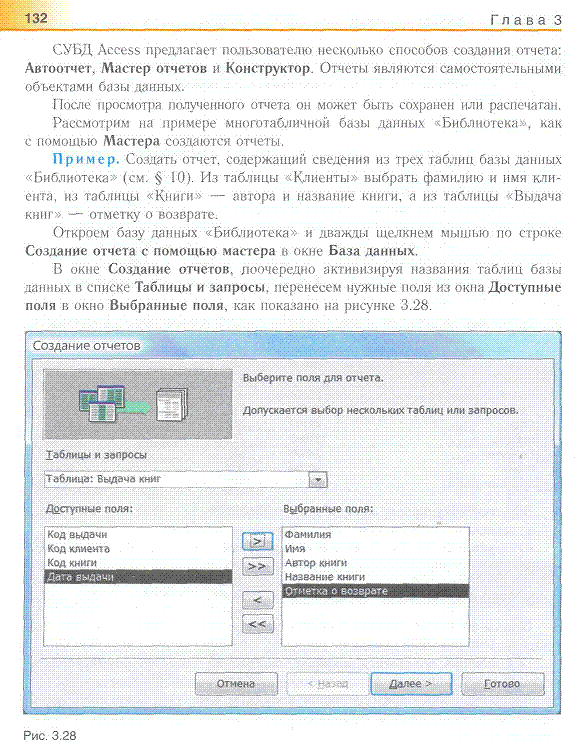 132
Глава 3
СУБД Access предлагает пользователю несколько способов создания отчета:
Автоотчет, Мастер отчетов и Конструктор. Отчеты являются самостоятельными
объектами базы данных.
После просмотра полученного отчета он может быть сохранен или распечатан.
Рассмотрим на примере многотабличной базы данных «Библиотека», как
с помощью Мастера создаются отчеты.
Пример. Создать отчет, содержащий сведения из трех таблиц базы данных
«Библиотека» (см. § 10). Из таблицы «Клиенты» выбрать фамилию и имя кли-
ента, из таблицы «Книги» — автора и название книги, а из таблицы «Выдача
книг» — отметку о возврате.
Откроем базу данных «Библиотека» и дважды щелкнем мышью по строке
Создание отчета с помощью мастера в окне База данных.
В окне Создание отчетов, поочередно активизируя названия таблиц базы
данных в списке Таблицы и запросы, перенесем нужные поля из окна Доступные
поля в окно Выбранные поля, как показано на рисунке 3.28.
Создание отчетов
Выберите поля для отчета.
Допускается выбор нескольких таблиц или запросов.
Таблицы и запросы
Таблица: Выдача книг
Доступные поля:
Выбранные поля:
Код выдачи
Код клиента
Код книги
Дата выдачи
>
>>
<
<<
Фамилия
Имя
Автор книги
Название книги
Отметка о возврате
Отмена
< Назад
Далее >
Готово
Рис. 3.28